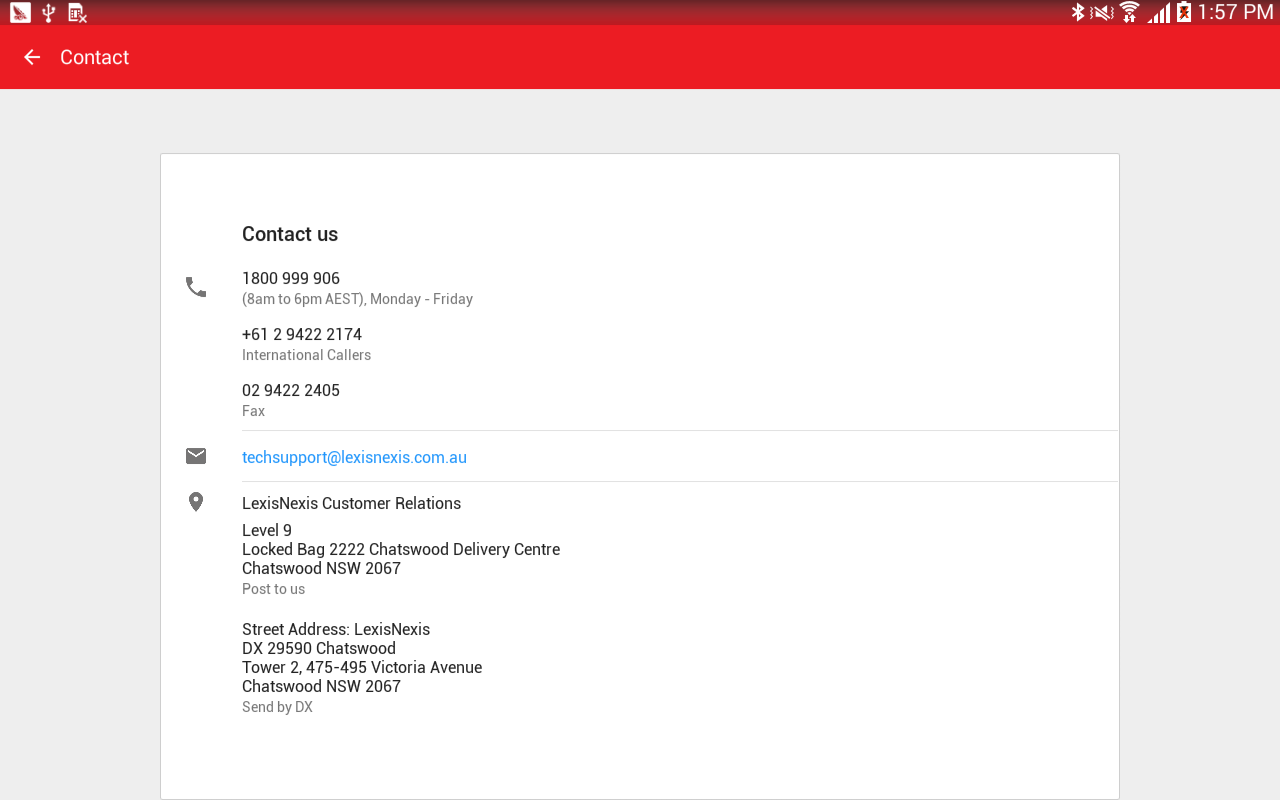 1:57 PM
Contact
Contact us
1800 999 906
(8am to 6pm AEST), Monday - Friday
+61 2 9422 2174
International Callers
02 9422 2405
Fax
techsupport@lexisnexis.com.au
LexisNexis Customer Relations
Level 9
Locked Bag 2222 Chatswood Delivery Centre
Chatswood NSW 2067
Post to us
Street Address: LexisNexis
DX 29590 Chatswood
Tower 2, 475-495 Victoria Avenue
Chatswood NSW 2067
Send by DX